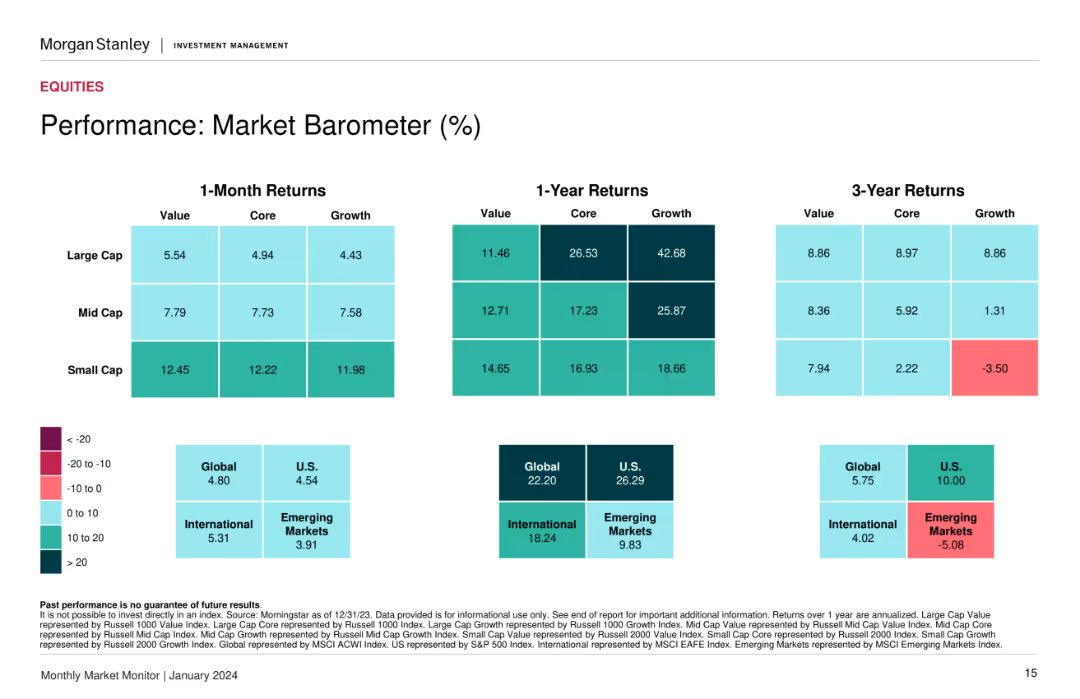 Morgan Stanley | INVESTMENT MANAGEMENT
EQUITIES
Performance: Market Barometer (%)
1-Month Returns
Value Core Growth
Large Cap 5.54 4.94 4.43
Mid Cap 7.79 7.73 7.58
Small Cap 12.45 12.22 11.98
1-Year Returns
Value Core Growth
11.46 26.53 42.68
12.71 17.23 25.87
14.65 16.93 18.66
3-Year Returns
Value Core Growth
8.86 8.97 8.86
8.36 5.92 1.31
7.94 2.22 -3.50
< -20
-20 to -10
-10 to 0
0 to 10
10 to 20
> 20
Global U.S.
4.80 4.54
International Emerging
Markets
5.31 3.91
Global U.S.
22.20 26.29
International Emerging
Markets
18.24 9.83
Global U.S.
5.75 10.00
International Emerging
Markets
4.02 -5.08
Past performance is no guarantee of future results.
It is not possible to invest directly in an index. Source: Morningstar as of 12/31/23. Data provided is for informational use only. See end of report for important additional information. Returns over 1 year are annualized. Large Cap Value
represented by Russell 1000 Value Index. Large Cap Core represented by Russell 1000 Index. Large Cap Growth represented by Russell 1000 Growth Index. Mid Cap Value represented by Russell Mid Cap Value Index. Mid Cap Core
represented by Russell Mid Cap Index. Mid Cap Growth represented by Russell Mid Cap Growth Index. Small Cap Value represented by Russell 2000 Value Index. Small Cap Core represented by Russell 2000 Index. Small Cap Growth
represented by Russell 2000 Growth Index. Global represented by MSCI ACWI Index. US represented by S&P 500 Index. International represented by MSCI EAFE Index. Emerging Markets represented by MSCI Emerging Markets Index.
Monthly Market Monitor | January 2024
15